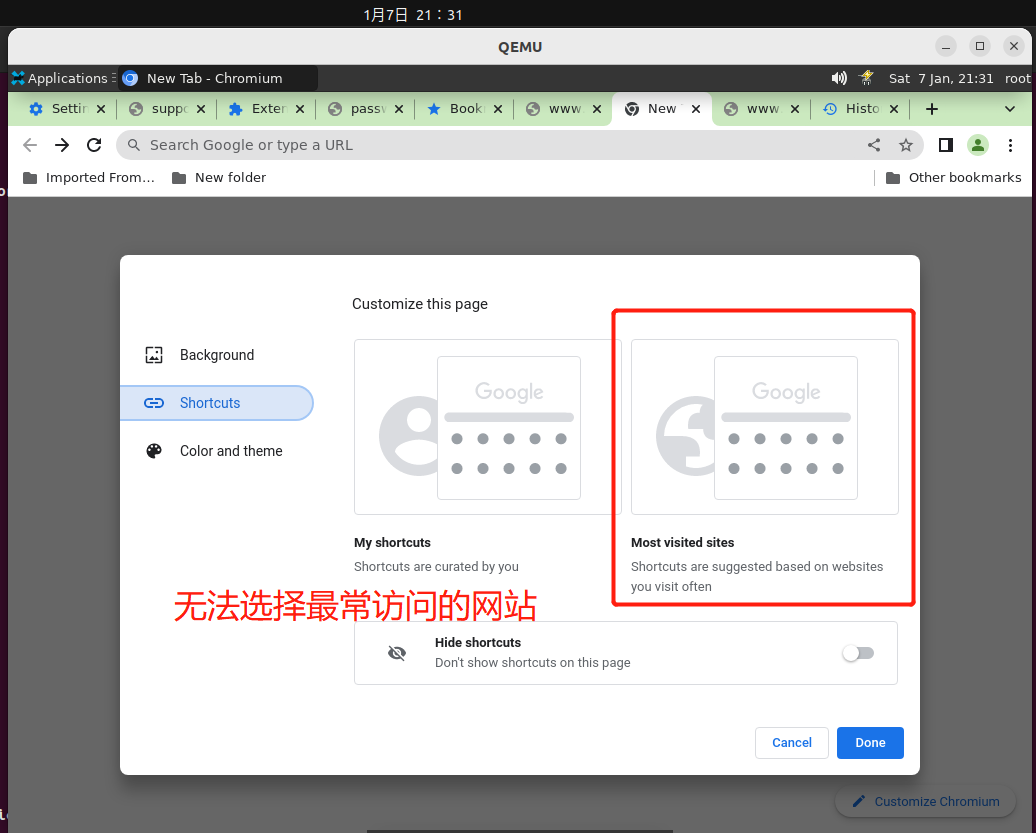 1月7日 21：31
QEMU
Applications
New Tab - Chromium
Sat 7 Jan, 21:31 root
Settin
suppo
Exten
passw
Book
www
New
www
Histo
Search Google or type a URL
Imported From...
New folder
Other bookmarks
Customize this page
Background
Shortcuts
Color and theme
Google
Google
My shortcuts
Shortcuts are curated by you
Most visited sites
Shortcuts are suggested based on websites
you visit often
无法选择最常访问的网站
Hide shortcuts
Don't show shortcuts on this page
Cancel
Done
Customize Chromium